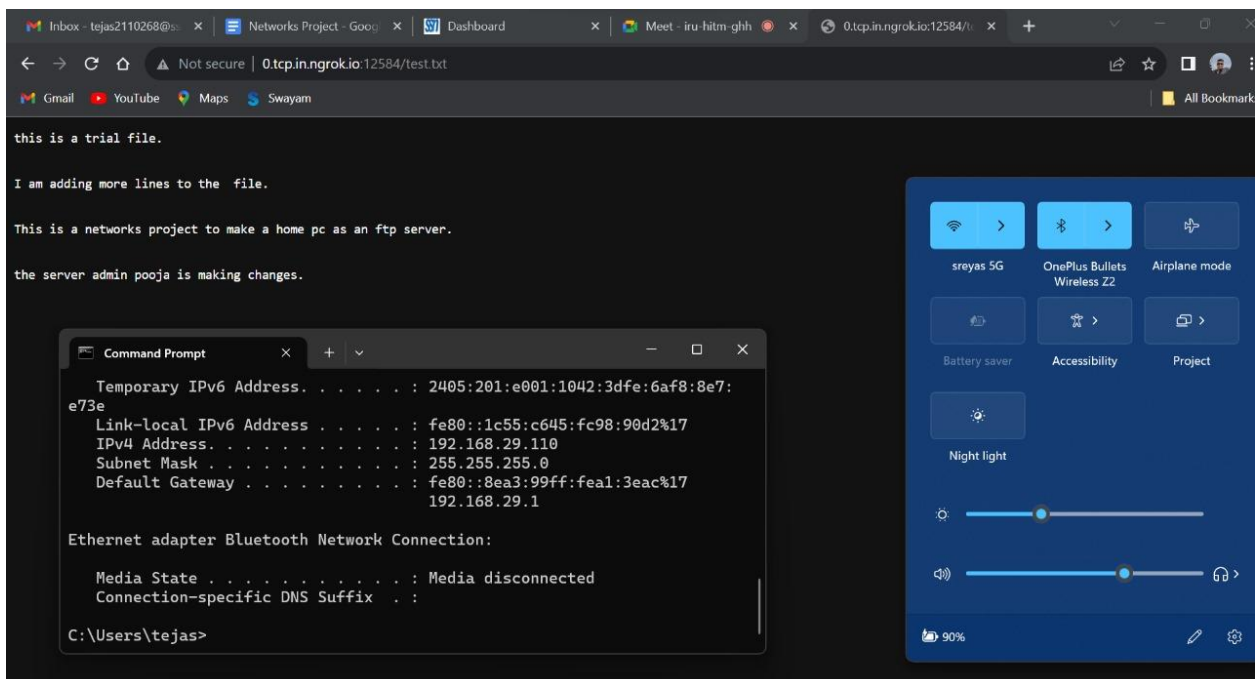 Inbox - tejas2110268@ss
Networks Project - Goog
Dashboard
Meet - iru-hitm-ghh
0.tcp.in.ngrok.io:12584/t
Not secure | 0.tcp.in.ngrok.io:12584/test.txt
Gmail YouTube Maps Swayam All Bookmark
this is a trial file.
I am adding more lines to the  file.
This is a networks project to make a home pc as an ftp server.
the server admin pooja is making changes.
Command Prompt
Temporary IPv6 Address. . . . . . : 2405:201:e001:1042:3dfe:6af8:8e7:
e73e
Link-local IPv6 Address . . . . . : fe80::1c55:c645:fc98:90d2%17
IPv4 Address. . . . . . . . . . . : 192.168.29.110
Subnet Mask . . . . . . . . . . . : 255.255.255.0
Default Gateway . . . . . . . . . : fe80::8ea3:99ff:fea1:3eac%17
192.168.29.1
Ethernet adapter Bluetooth Network Connection:
Media State . . . . . . . . . . . : Media disconnected
Connection-specific DNS Suffix  . :
C:\Users\tejas>
sreyas 5G
OnePlus Bullets
Wireless Z2
Airplane mode
Battery saver
Accessibility
Project
Night light
90%